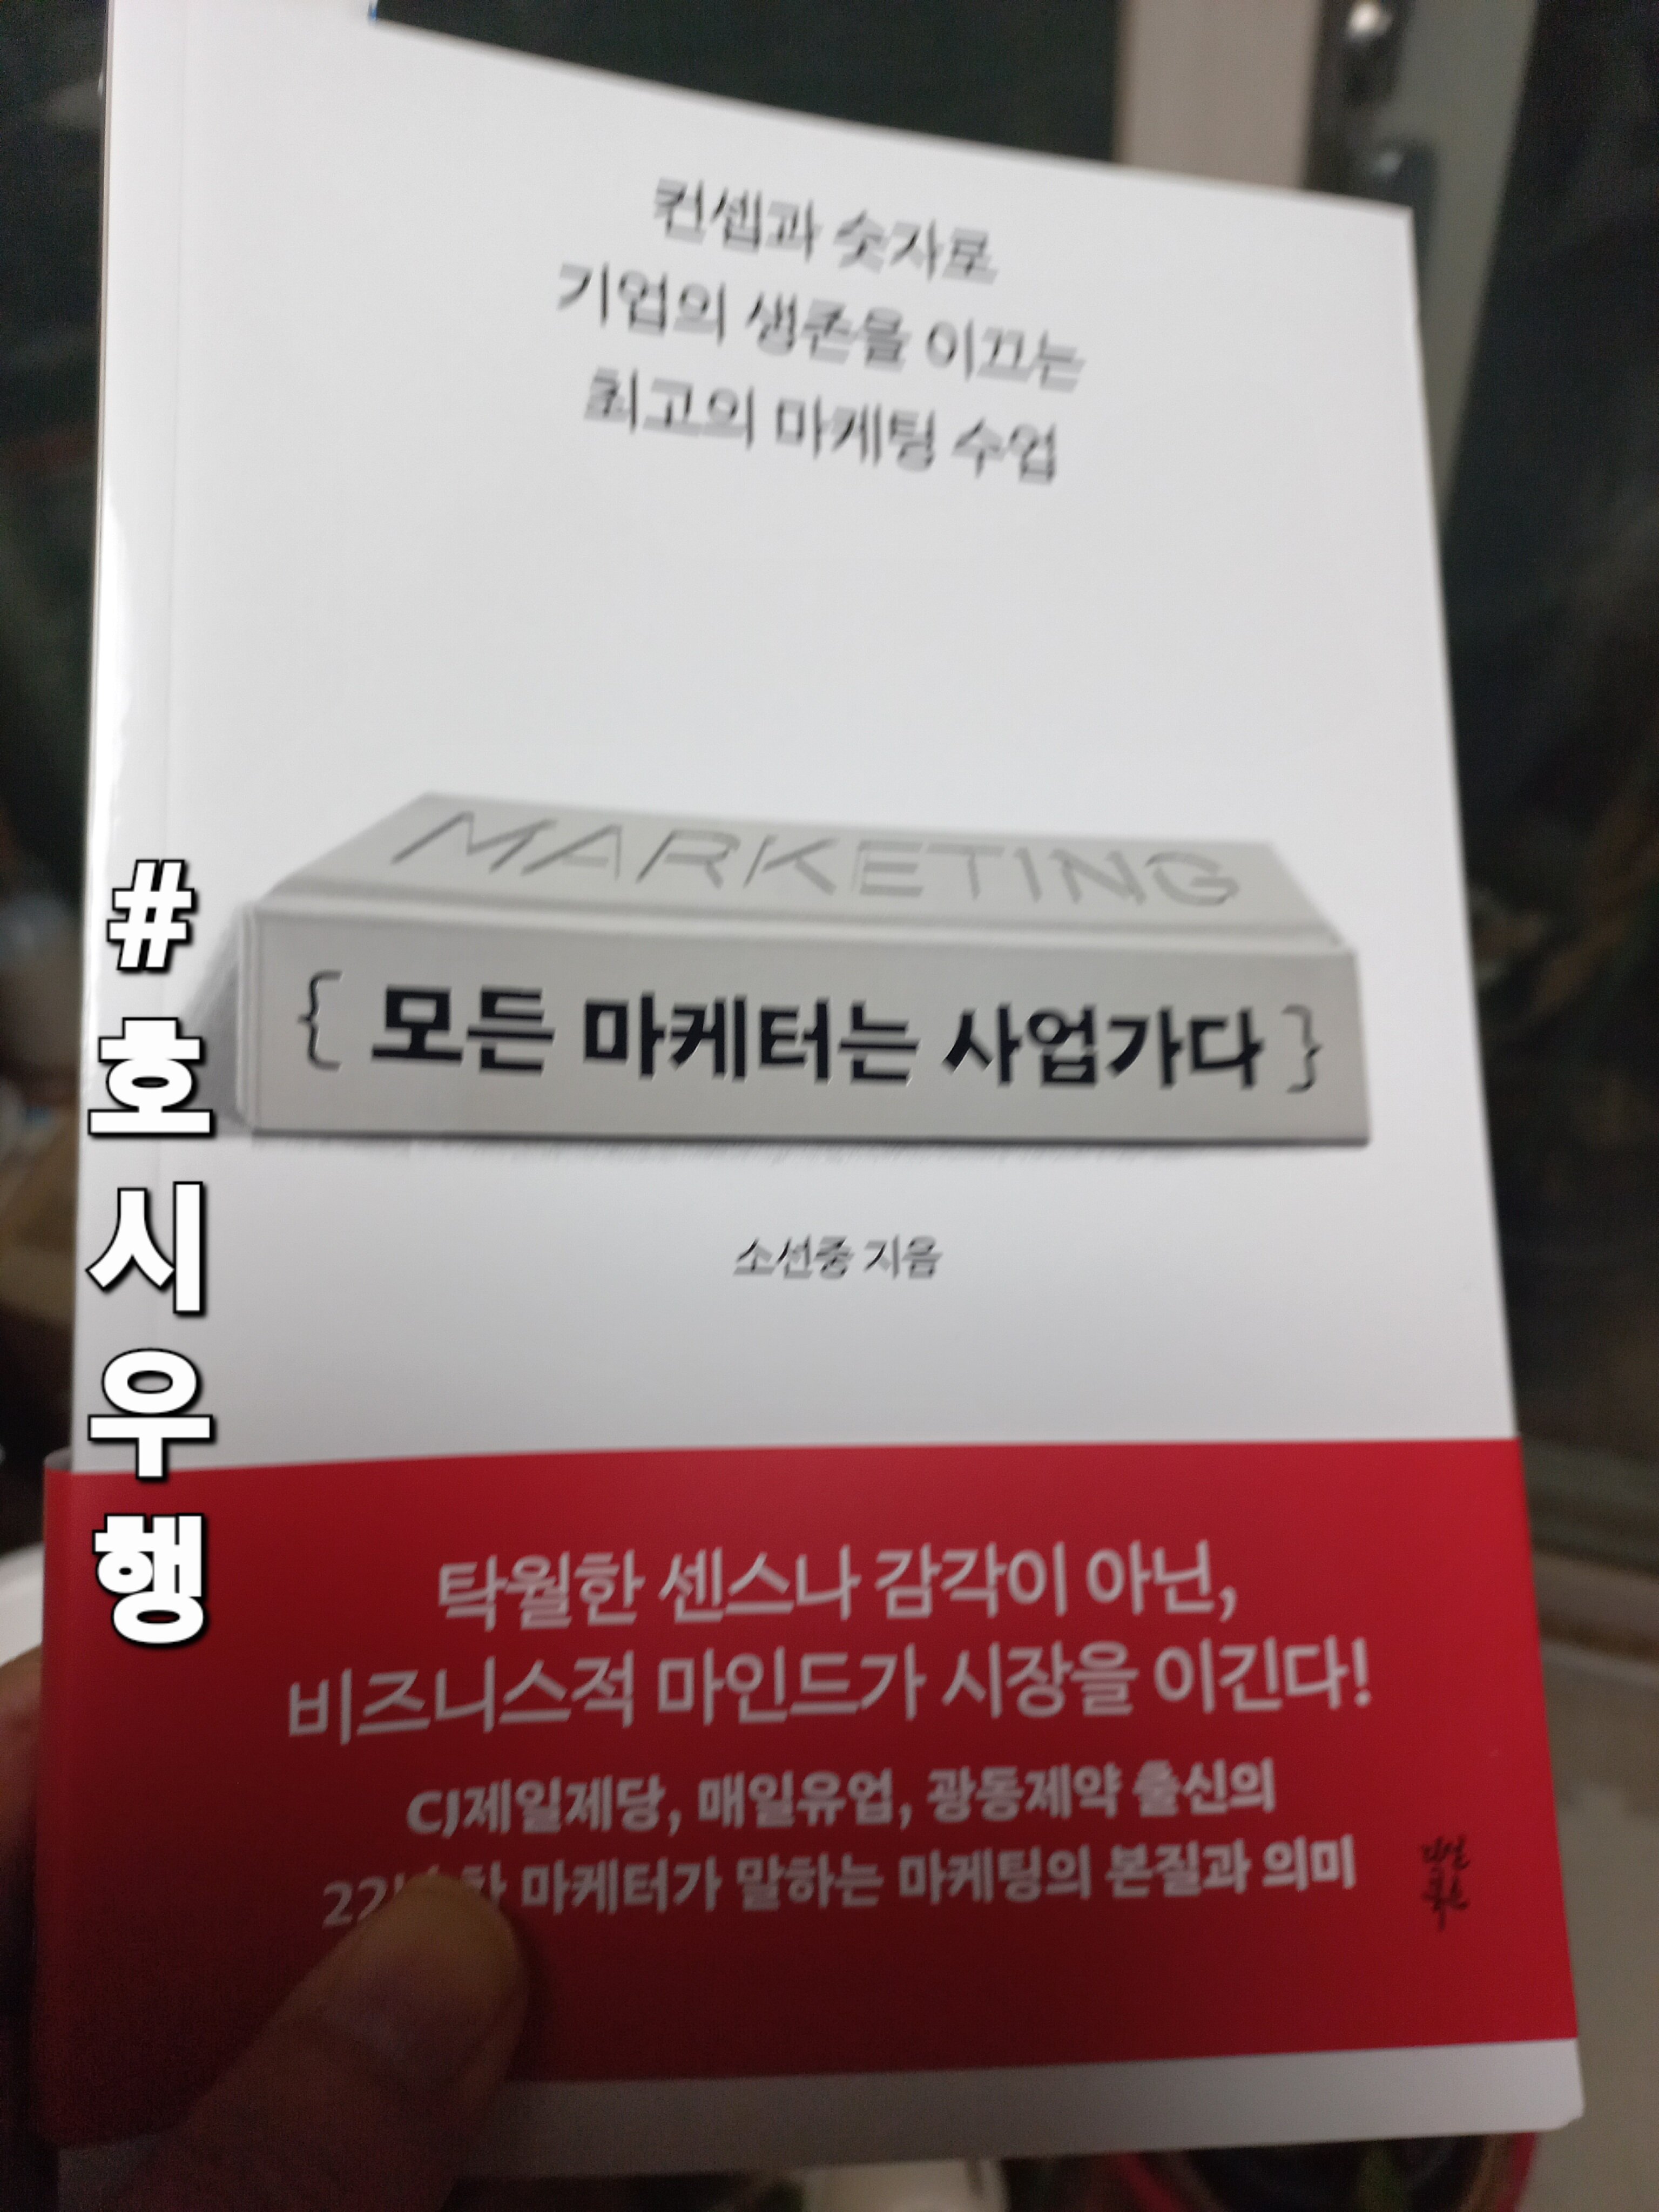 컨셉과 숫자로
기업의 생존을 이끄는
최고의 마케팅 수업
MARKETING
{ 모든 마케터는 사업가다 }
소선중 지음
#호시우행
탁월한 센스나 감각이 아닌,
비즈니스적 마인드가 시장을 이긴다!
CJ제일제당, 매일유업, 광동제약 출신의
마케터가 말하는 마케팅의 본질과 의미